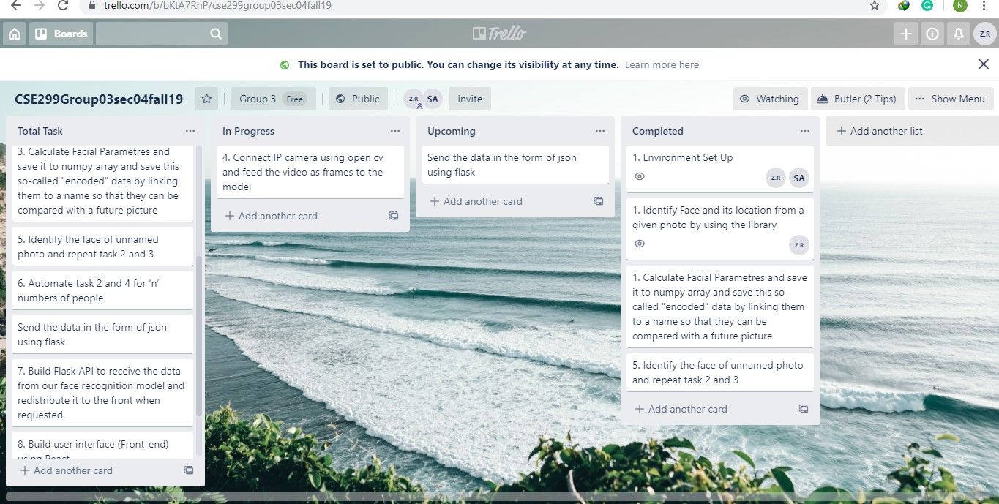 trello.com/b/bKtA7RnP/cse299group03sec04fall19
N
Boards
Trello
Z.R
This board is set to public. You can change its visibility at any time. Learn more here
CSE299Group03sec04fall19
Group 3 Free
Public
Z.R SA
Invite
Watching
Butler (2 Tips)
Show Menu
Total Task
3. Calculate Facial Parametres and
save it to numpy array and save this
so-called "encoded" data by linking
them to a name so that they can be
compared with a future picture
5. Identify the face of unnamed
photo and repeat task 2 and 3
6. Automate task 2 and 4 for ‘n’
numbers of people
Send the data in the form of json
using flask
7. Build Flask API to receive the data
from our face recognition model and
redistribute it to the front when
requested.
8. Build user interface (Front-end)
using React
+ Add another card
In Progress
4. Connect IP camera using open cv
and feed the video as frames to the
model
+ Add another card
Upcoming
Send the data in the form of json
using flask
+ Add another card
Completed
1. Environment Set Up
Z.R SA
1. Identify Face and its location from a
given photo by using the library
Z.R
1. Calculate Facial Parametres and save
it to numpy array and save this so-
called "encoded" data by linking them
to a name so that they can be
compared with a future picture
5. Identify the face of unnamed photo
and repeat task 2 and 3
+ Add another card
+ Add another list